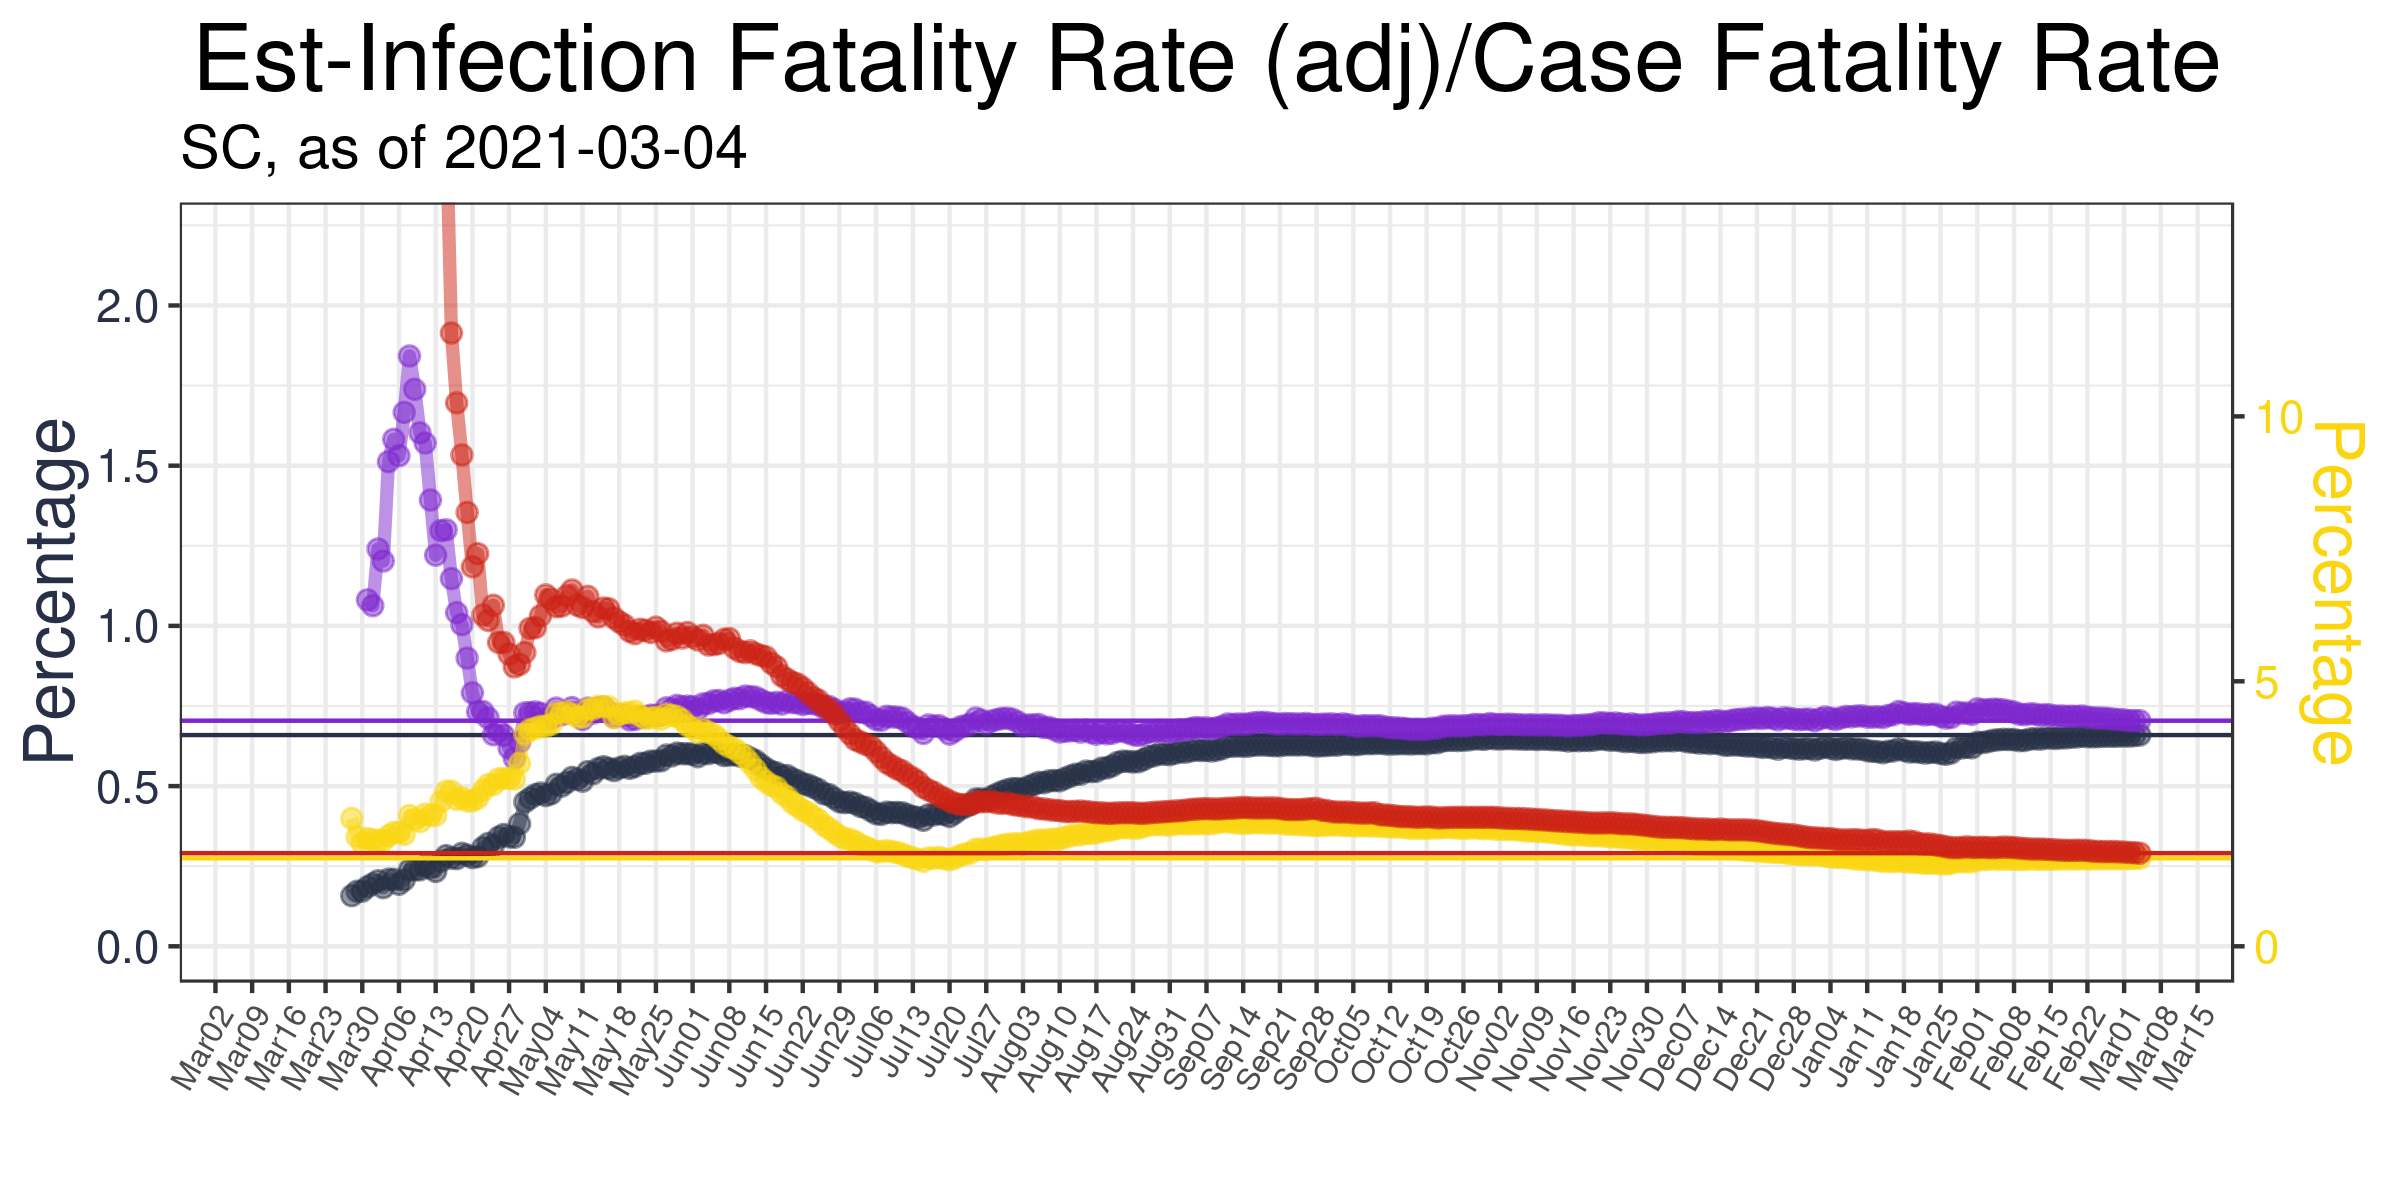 Est-Infection Fatality Rate (adj)/Case Fatality Rate
SC, as of 2021-03-04
Percentage
2.0
1.5
1.0
0.5
0.0
10
5
0
Percentage
Mar02 Mar09 Mar16 Mar23 Mar30 Apr06 Apr13 Apr20 Apr27 May04 May11 May18 May25 Jun01 Jun08 Jun15 Jun22 Jun29 Jul06 Jul13 Jul20 Jul27 Aug03 Aug10 Aug17 Aug24 Aug31 Sep07 Sep14 Sep21 Sep28 Oct05 Oct12 Oct19 Oct26 Nov02 Nov09 Nov16 Nov23 Nov30 Dec07 Dec14 Dec21 Dec28 Jan04 Jan11 Jan18 Jan25 Feb01 Feb08 Feb15 Feb22 Mar01 Mar08 Mar15